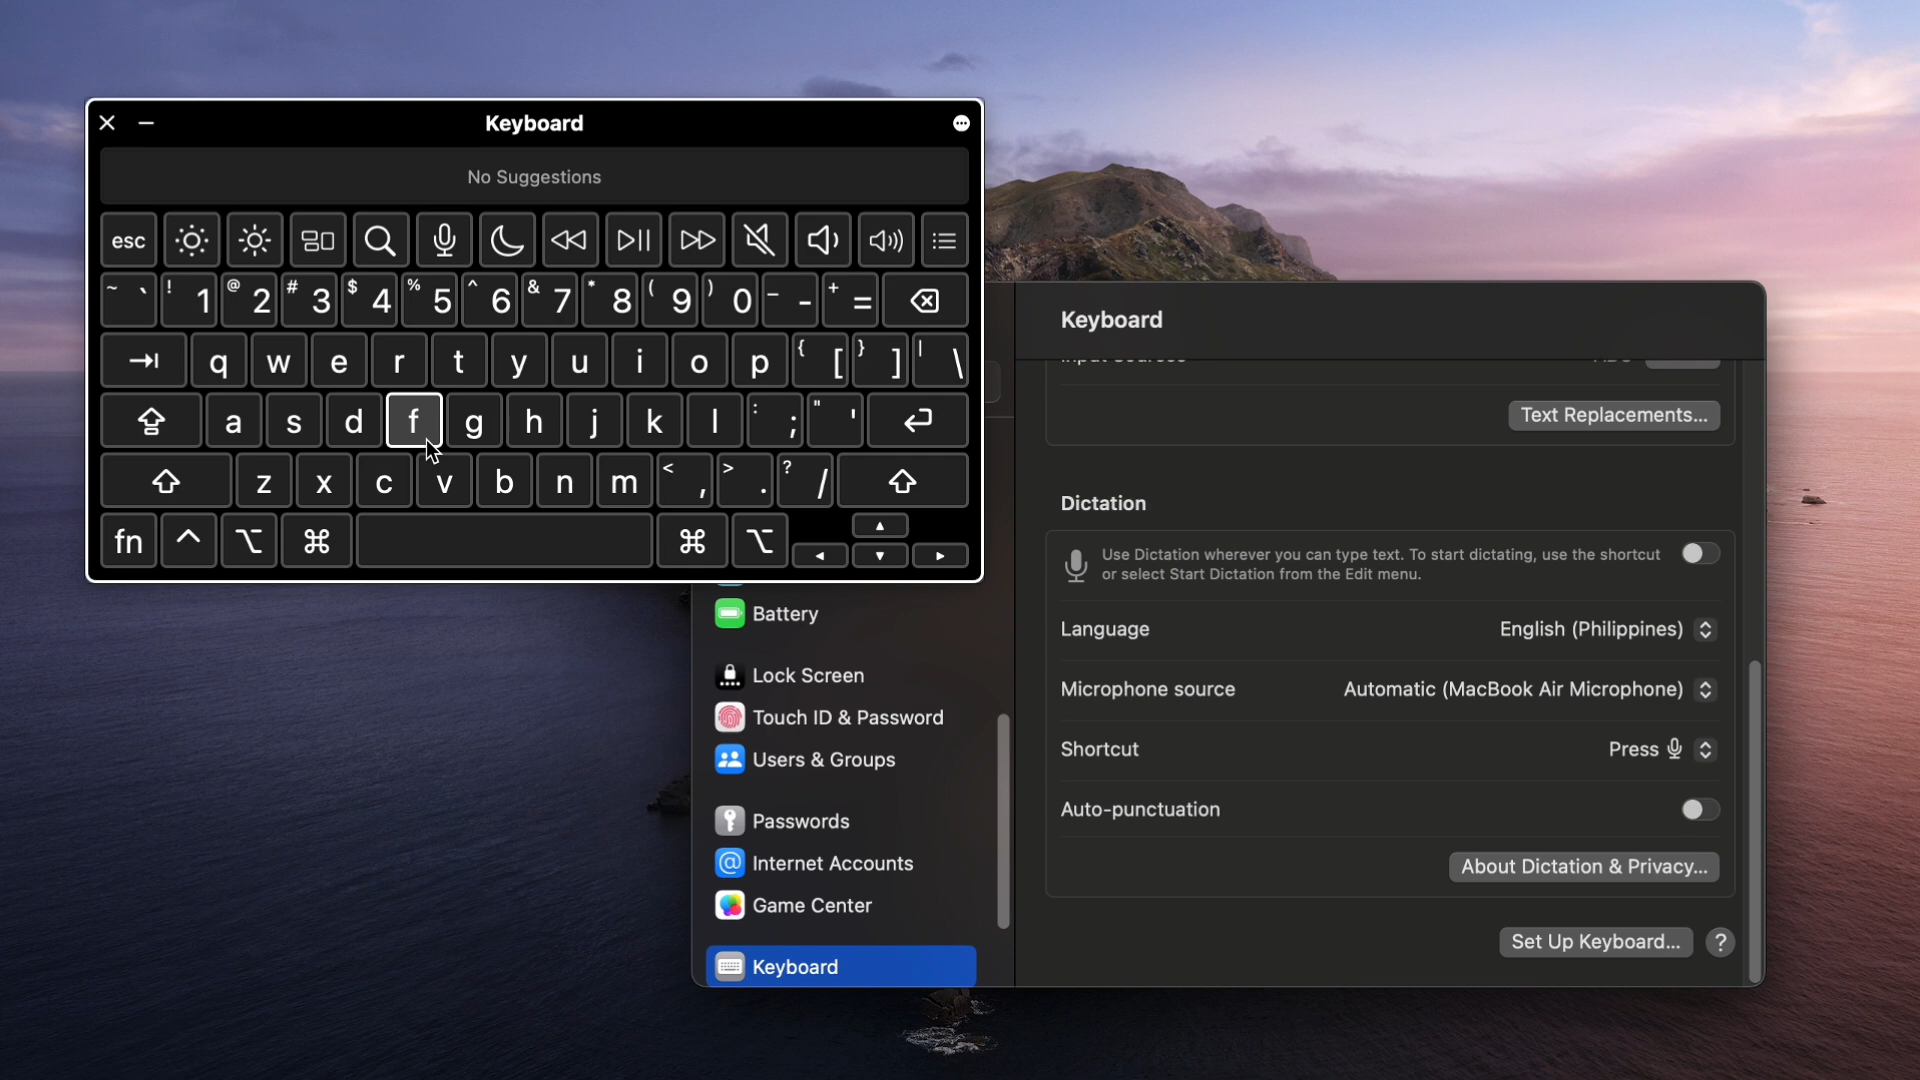 Keyboard
No Suggestions
esc
~ ` ! 1 @ 2 # 3 $ 4 % 5 ^ 6 & 7 * 8 ( 9 ) 0 _ - + =
q w e r t y u i o p { [ } ] | \
a s d f g h j k l : ; " '
z x c v b n m < , > . ? /
fn ^ ⌥ ⌘ ⌘ ⌥
Battery
Lock Screen
Touch ID & Password
Users & Groups
Passwords
Internet Accounts
Game Center
Keyboard
Keyboard
Text Replacements...
Dictation
Use Dictation wherever you can type text. To start dictating, use the shortcut
or select Start Dictation from the Edit menu.
Language English (Philippines)
Microphone source Automatic (MacBook Air Microphone)
Shortcut Press
Auto-punctuation
About Dictation & Privacy...
Set Up Keyboard... ?